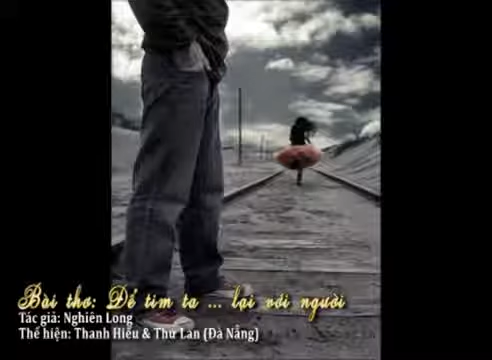 Bài thơ: Để tim ta ... lại với người
Tác giả: Nghiên Long
Thể hiện: Thanh Hiếu & Thư Lan (Đà Nẵng)